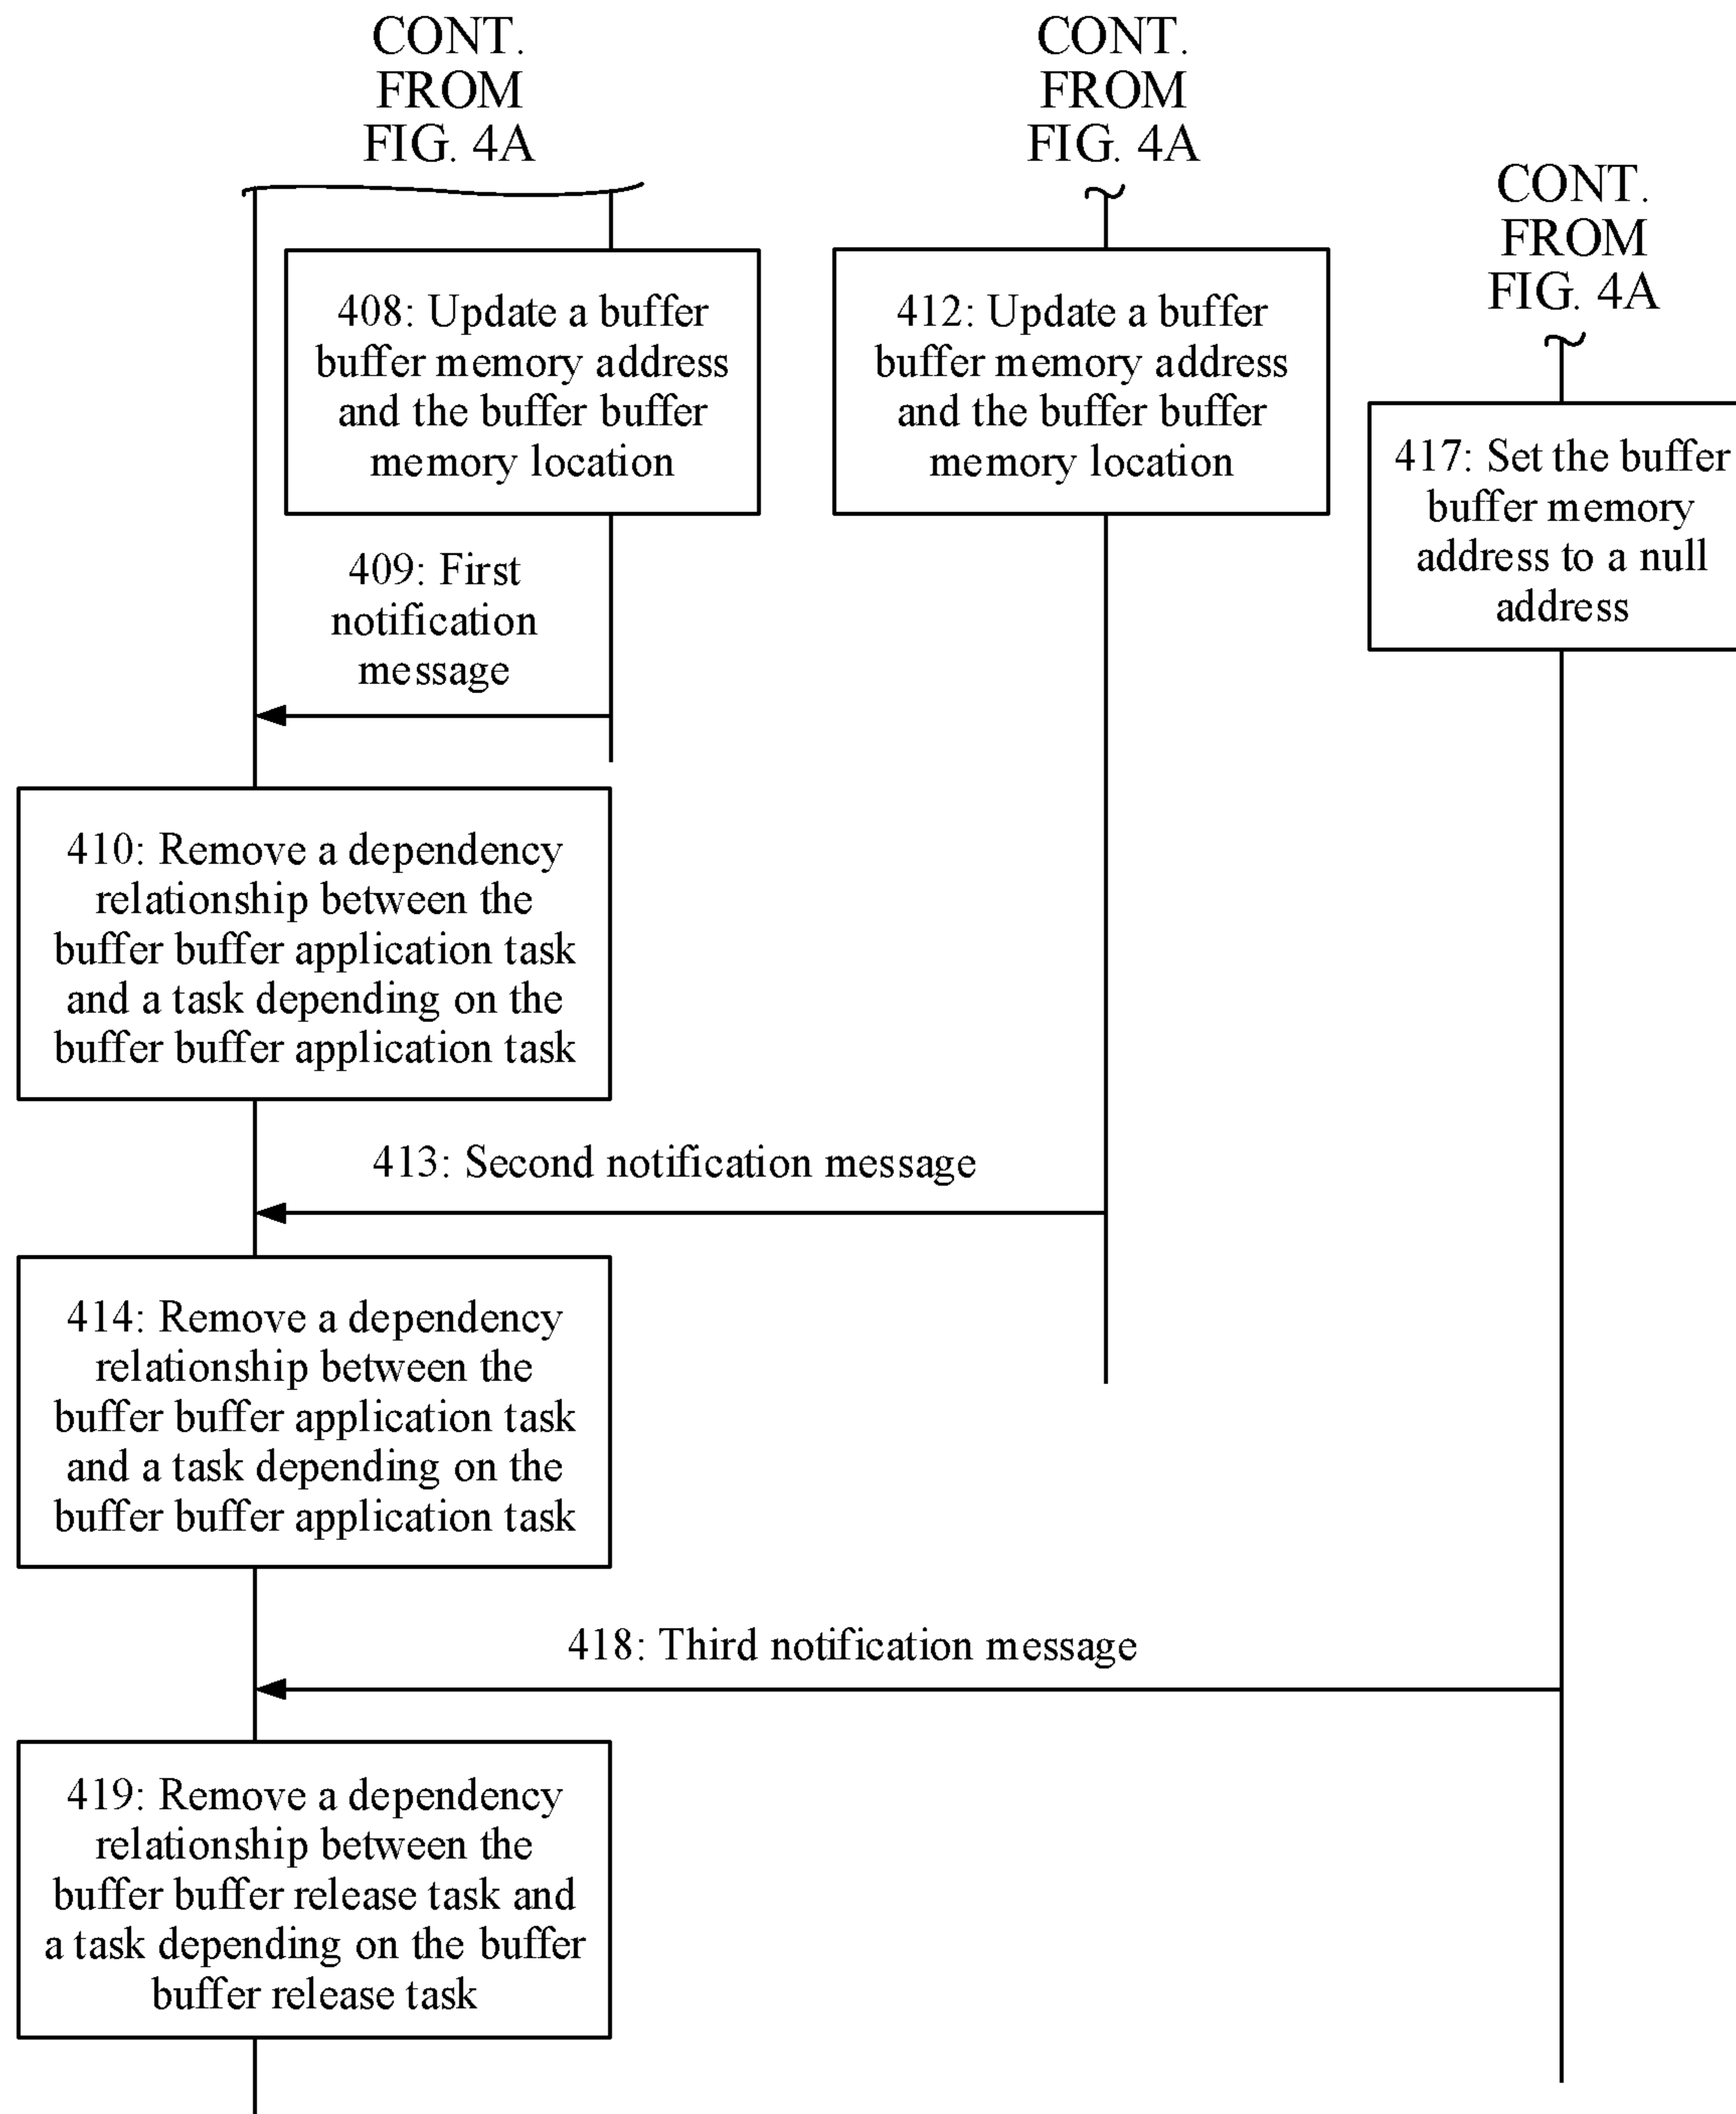 CONT.
FROM
FIG. 4A
CONT.
FROM
FIG. 4A
CONT.
FROM
FIG. 4A
408: Update a buffer
buffer memory address
and the buffer buffer
memory location
412: Update a buffer
buffer memory address
and the buffer buffer
memory location
417: Set the buffer
buffer memory
address to a null
address
409: First
notification
message
410: Remove a dependency
relationship between the
buffer buffer application task
and a task depending on the
buffer buffer application task
413: Second notification message
414: Remove a dependency
relationship between the
buffer buffer application task
and a task depending on the
buffer buffer application task
418: Third notification message
419: Remove a dependency
relationship between the
buffer buffer release task and
a task depending on the buffer
buffer release task